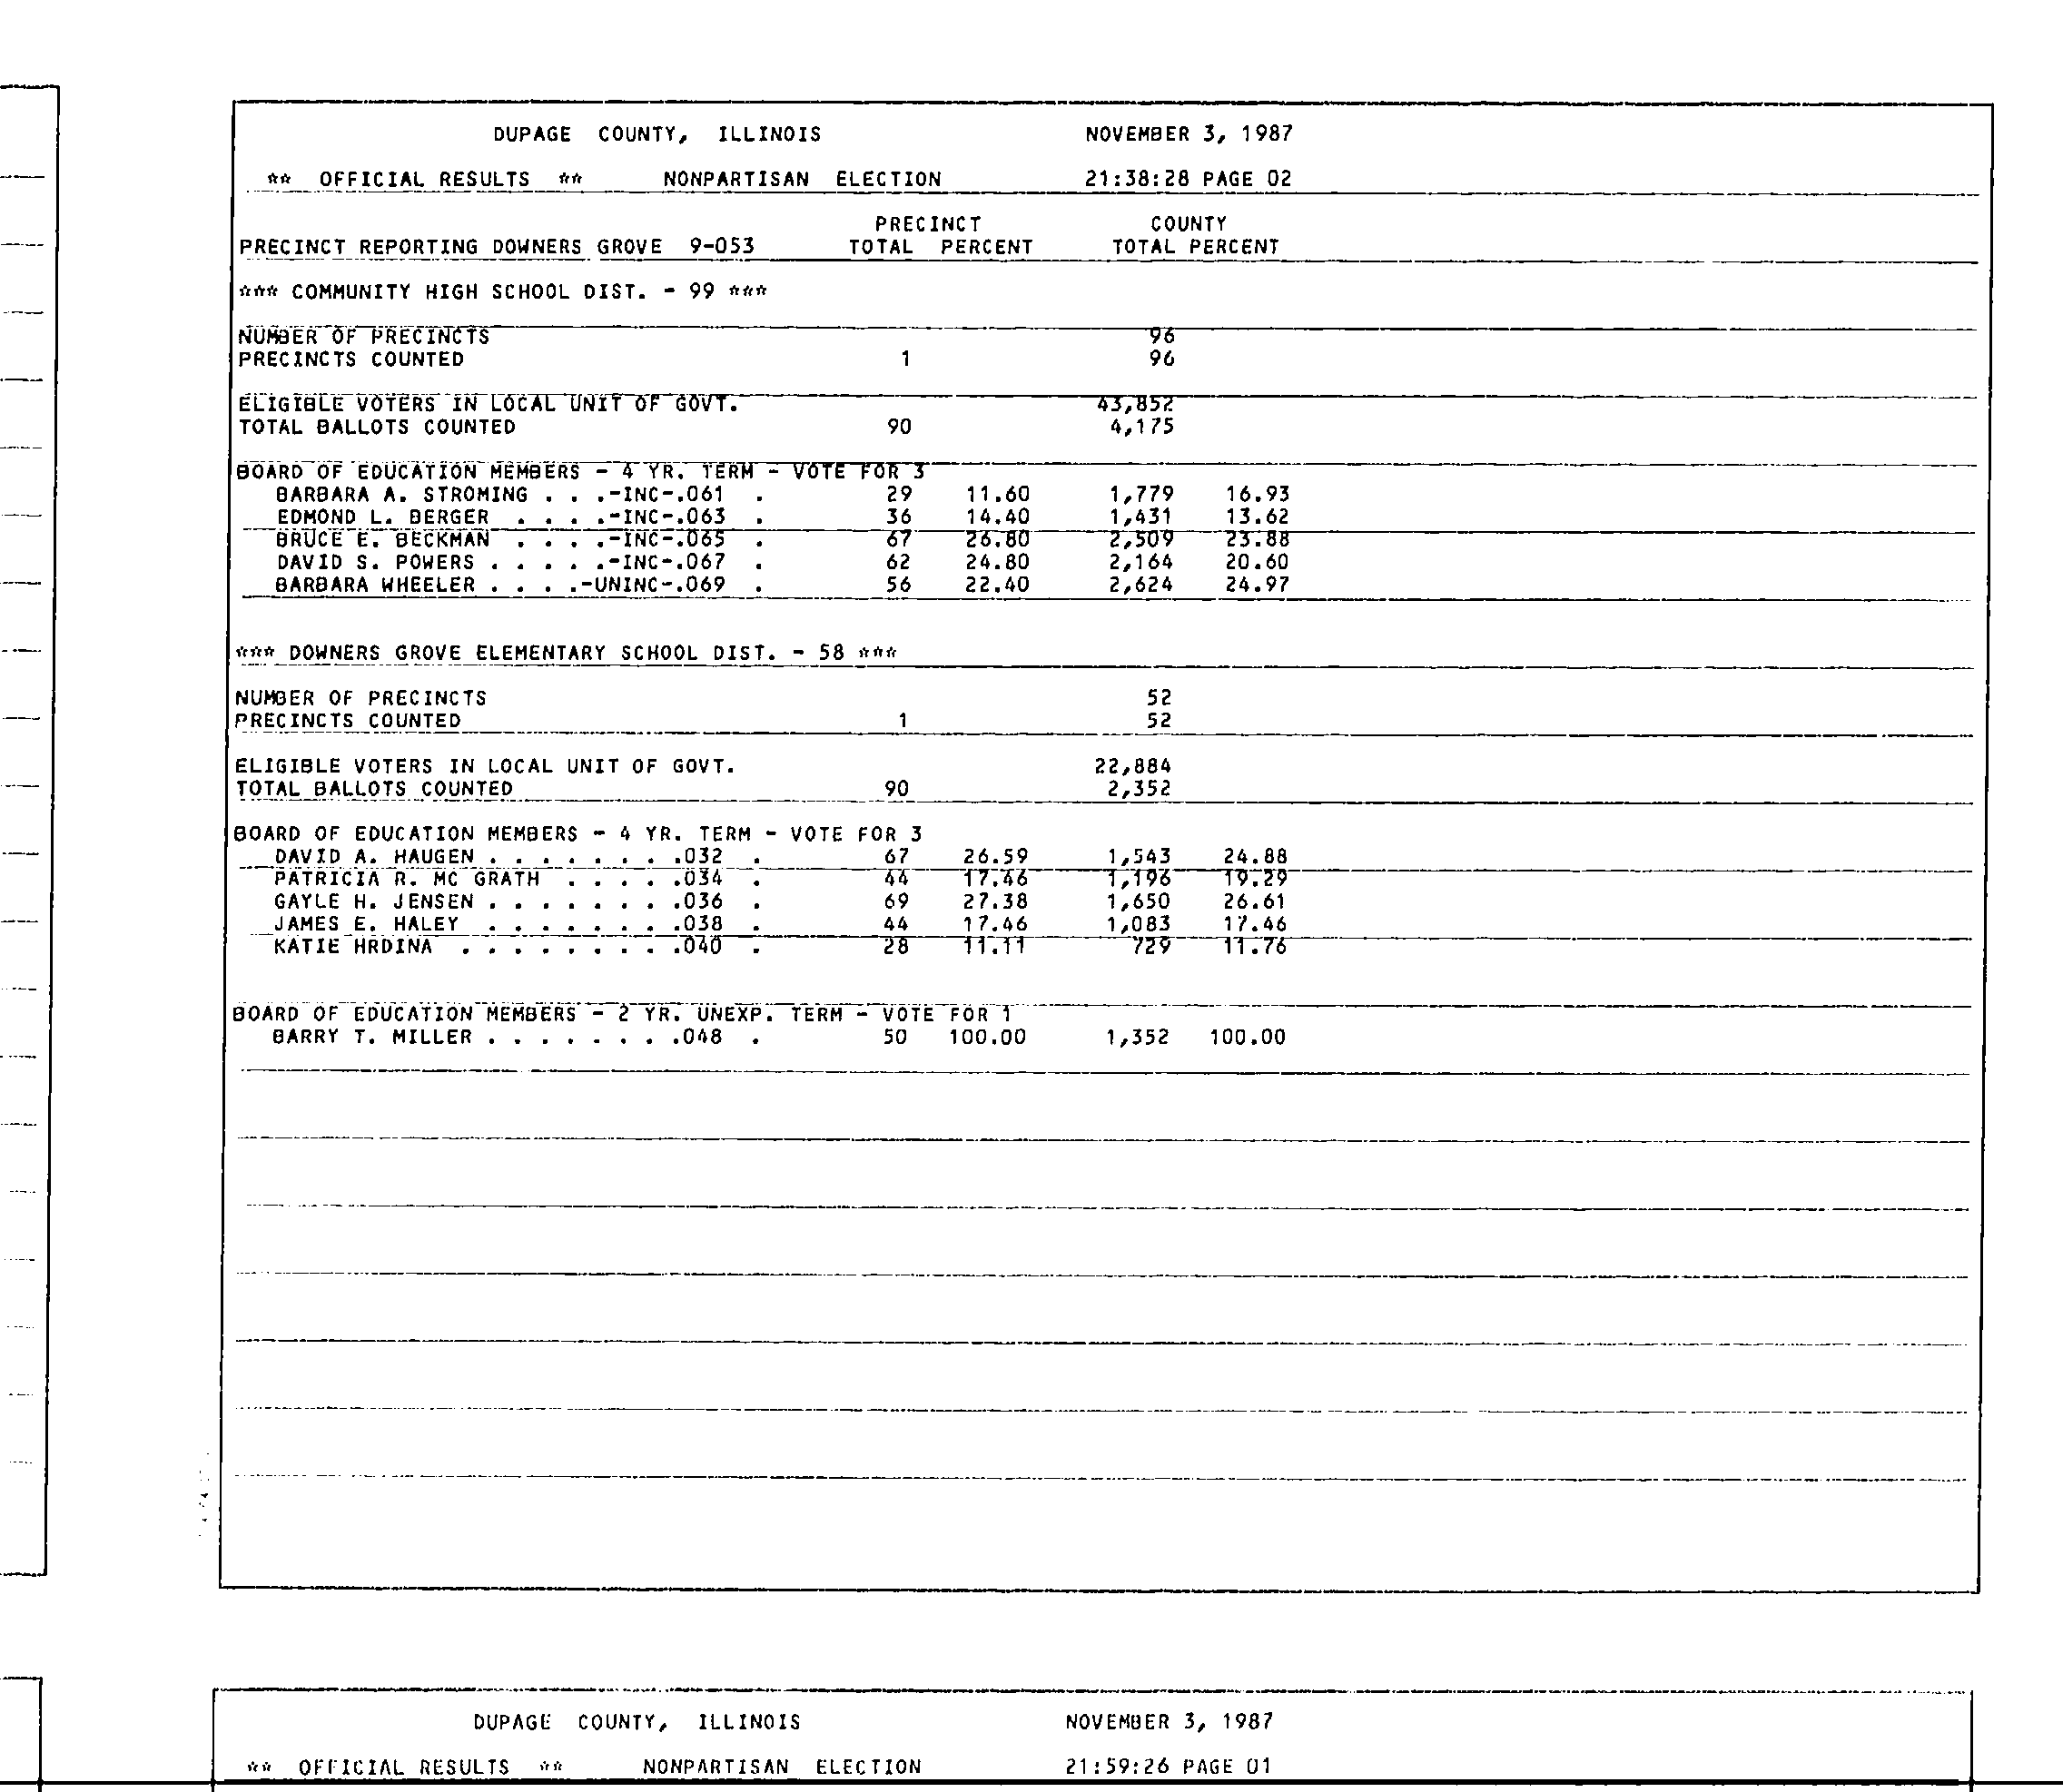 DUPAGE COUNTY, ILLINOIS NOVEMBER 3, 1987
** OFFICIAL RESULTS ** NONPARTISAN ELECTION 21:38:28 PAGE 02
PRECINCT COUNTY
PRECINCT REPORTING DOWNERS GROVE 9-053 TOTAL PERCENT TOTAL PERCENT
*** COMMUNITY HIGH SCHOOL DIST. - 99 ***
NUMBER OF PRECINCTS 96
PRECINCTS COUNTED 1 96
ELIGIBLE VOTERS IN LOCAL UNIT OF GOVT. 43,852
TOTAL BALLOTS COUNTED 90 4,175
BOARD OF EDUCATION MEMBERS - 4 YR. TERM - VOTE FOR 3
BARBARA A. STROMING . . .-INC-.061 . 29 11.60 1,779 16.93
EDMOND L. BERGER . . . .-INC-.063 . 36 14.40 1,431 13.62
BRUCE E. BECKMAN . . . .-INC-.065 . 67 26.80 2,509 23.88
DAVID S. POWERS . . . . .-INC-.067 . 62 24.80 2,164 20.60
BARBARA WHEELER . . . .-UNINC-.069 . 56 22.40 2,624 24.97
*** DOWNERS GROVE ELEMENTARY SCHOOL DIST. - 58 ***
NUMBER OF PRECINCTS 52
PRECINCTS COUNTED 1 52
ELIGIBLE VOTERS IN LOCAL UNIT OF GOVT. 22,884
TOTAL BALLOTS COUNTED 90 2,352
BOARD OF EDUCATION MEMBERS - 4 YR. TERM - VOTE FOR 3
DAVID A. HAUGEN . . . . . . . .032 . 67 26.59 1,543 24.88
PATRICIA R. MC GRATH . . . . .034 . 44 17.46 1,196 19.29
GAYLE H. JENSEN . . . . . . . .036 . 69 27.38 1,650 26.61
JAMES E. HALEY . . . . . . . .038 . 44 17.46 1,083 17.46
KATIE HRDINA . . . . . . . . .040 . 28 11.11 729 11.76
BOARD OF EDUCATION MEMBERS - 2 YR. UNEXP. TERM - VOTE FOR 1
BARRY T. MILLER . . . . . . . .048 . 50 100.00 1,352 100.00
DUPAGE COUNTY, ILLINOIS NOVEMBER 3, 1987
** OFFICIAL RESULTS ** NONPARTISAN ELECTION 21:59:26 PAGE 01